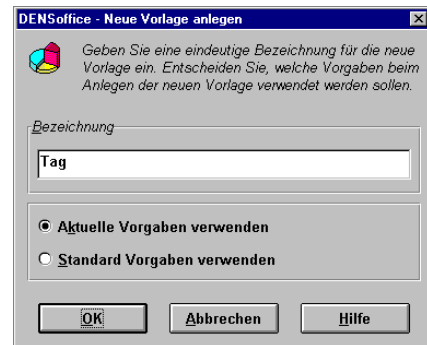 DENSoffice - Neue Vorlage anlegen
Geben Sie eine eindeutige Bezeichnung für die neue
Vorlage ein. Entscheiden Sie, welche Vorgaben beim
Anlegen der neuen Vorlage verwendet werden sollen.
Bezeichnung
Tag
Aktuelle Vorgaben verwenden
Standard Vorgaben verwenden
OK Abbrechen Hilfe